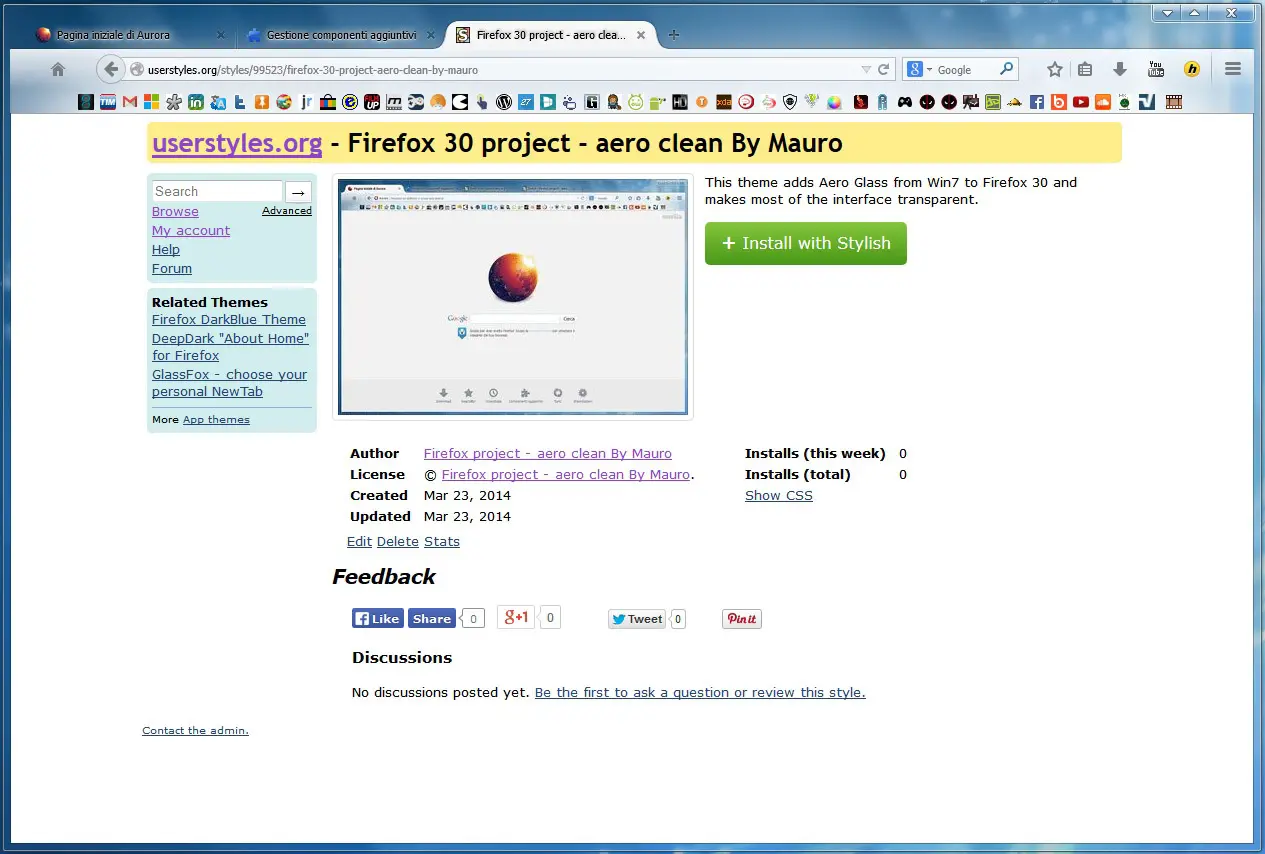 Pagina iniziale di Aurora
Gestione componenti aggiuntivi
Firefox 30 project - aero clea...
userstyles.org/styles/99523/firefox-30-project-aero-clean-by-mauro
Google
userstyles.org - Firefox 30 project - aero clean By Mauro
Search →
Browse Advanced
My account
Help
Forum
Related Themes
Firefox DarkBlue Theme
DeepDark "About Home"
for Firefox
GlassFox - choose your
personal NewTab
More App themes
Google
Cerca
This theme adds Aero Glass from Win7 to Firefox 30 and
makes most of the interface transparent.
+ Install with Stylish
Author Firefox project - aero clean By Mauro
License © Firefox project - aero clean By Mauro.
Created Mar 23, 2014
Updated Mar 23, 2014
Installs (this week) 0
Installs (total) 0
Show CSS
Edit Delete Stats
Feedback
Like Share 0 g+1 0 Tweet 0 Pinit
Discussions
No discussions posted yet. Be the first to ask a question or review this style.
Contact the admin.